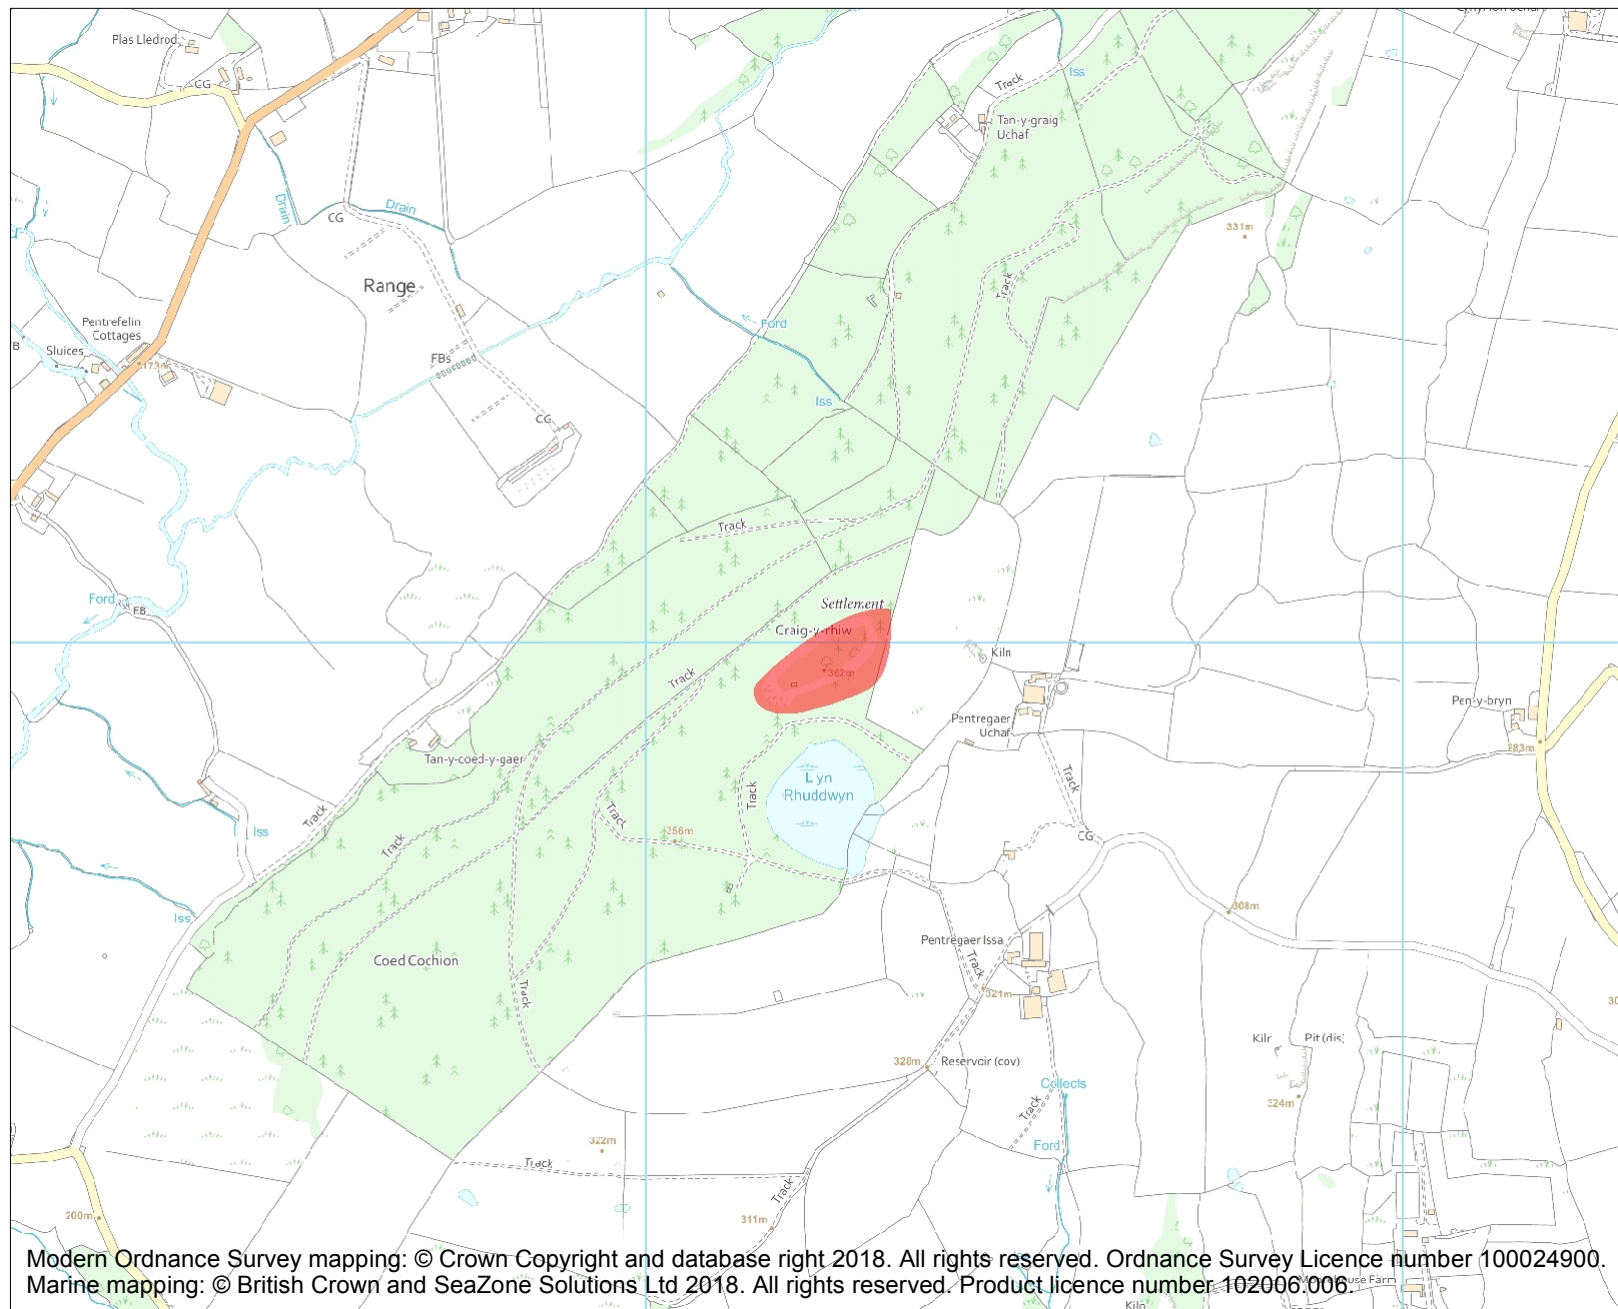 Plas Lledrod
CG
Iss
Track
Tan-y-graig
Uchaf
Drain
Drain
CG
331m
Range
Track
Pentrefelin
Cottages
Ford
Sluices
FBs
173m
Iss
CG
Track
Ford
FB
Settlement
Craig-y-rhiw
Kiln
362m
Track
Pen-y-bryn
Pentregaer
Uchaf
283m
Tan-y-coed-y-gaer
Track
Lyn
Rhuddwyn
Track
Track
Track
356m
CG
Iss
Track
308m
Iss
Pentregaer Issa
Coed Cochion
Track
Track
321m
Kiln
Pit (dis)
328m
Reservoir (cov)
Collects
324m
Track
322m
Ford
Track
Track
200m
311m
Modern Ordnance Survey mapping: © Crown Copyright and database right 2018. All rights reserved. Ordnance Survey Licence number 100024900.
Marine mapping: © British Crown and SeaZone Solutions Ltd 2018. All rights reserved. Product licence number 102006.006.
Kiln